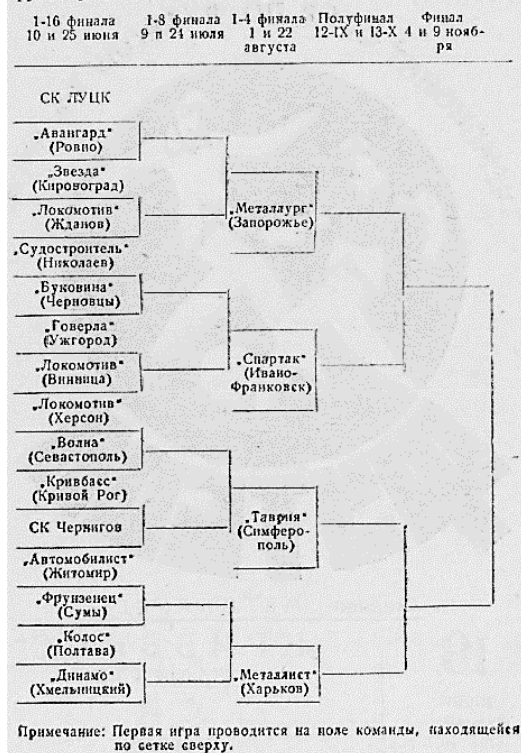 1-16 финала 1-8 финала 1-4 финала Полуфинал Финал
10 и 25 июня 9 п 24 июля 1 и 22 августа 12-IX и 13-X 4 и 9 ноября
СК ЛУЦК
„Авангард“
(Ровно)
„Звезда“
(Кировоград)
„Локомотив“
(Жданов)
„Металлург“
(Запорожье)
„Судостроитель“
(Николаев)
„Буковина“
(Черновцы)
„Говерла“
(Ужгород)
„Локомотив“
(Винница)
„Спартак“
(Ивано-
Франковск)
„Локомотив“
(Херсон)
„Волна“
(Севастополь)
„Кривбасс“
(Кривой Рог)
СК Чернигов
„Таврия“
(Симферо-
поль)
„Автомобилист“
(Житомир)
„Фрунзенец“
(Сумы)
„Колос“
(Полтава)
„Динамо“
(Хмельницкий)
„Металлист“
(Харьков)
Примечание: Первая игра проводится на поле команды, находящейся
по сетке сверху.